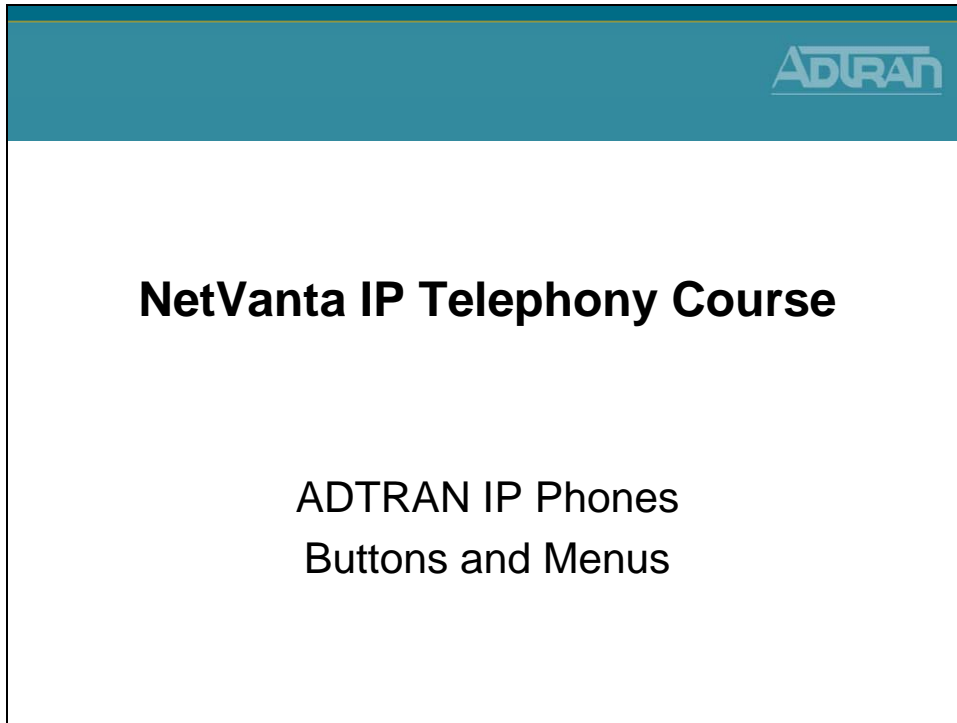 ADTRAN
NetVanta IP Telephony Course
ADTRAN IP Phones
Buttons and Menus